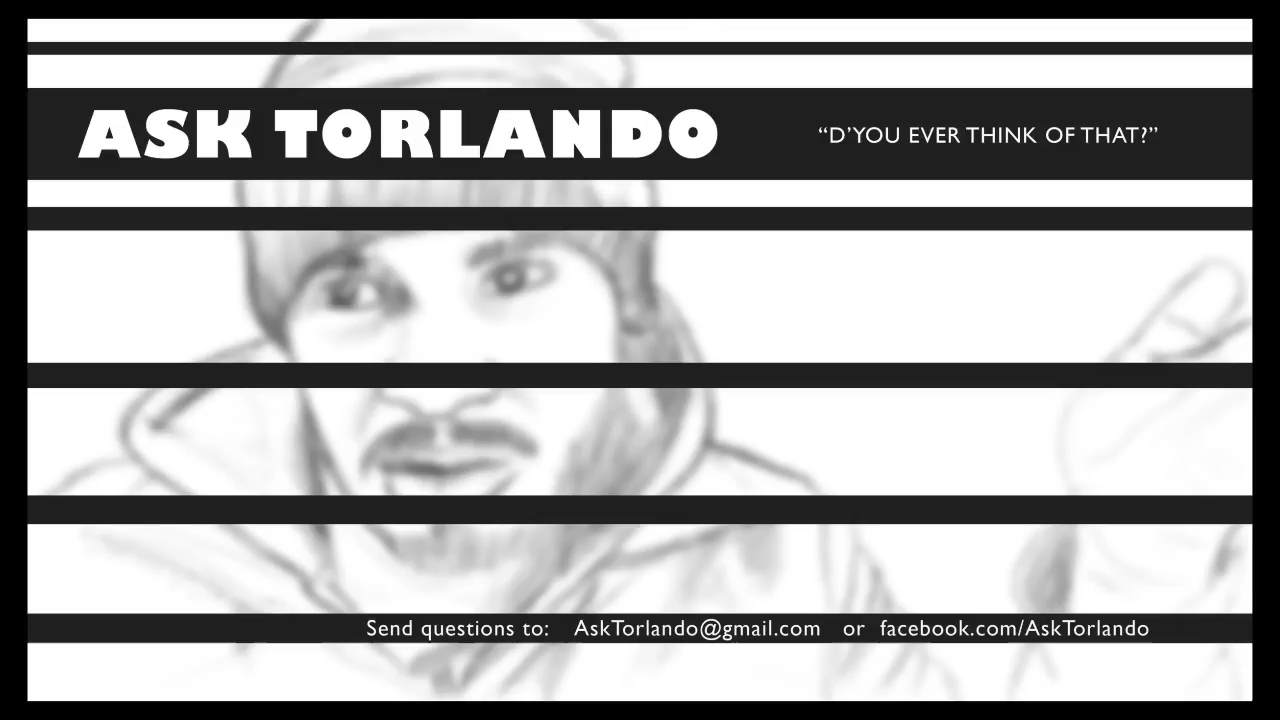 ASK TORLANDO
“D’YOU EVER THINK OF THAT?”
Send questions to: AskTorlando@gmail.com or facebook.com/AskTorlando